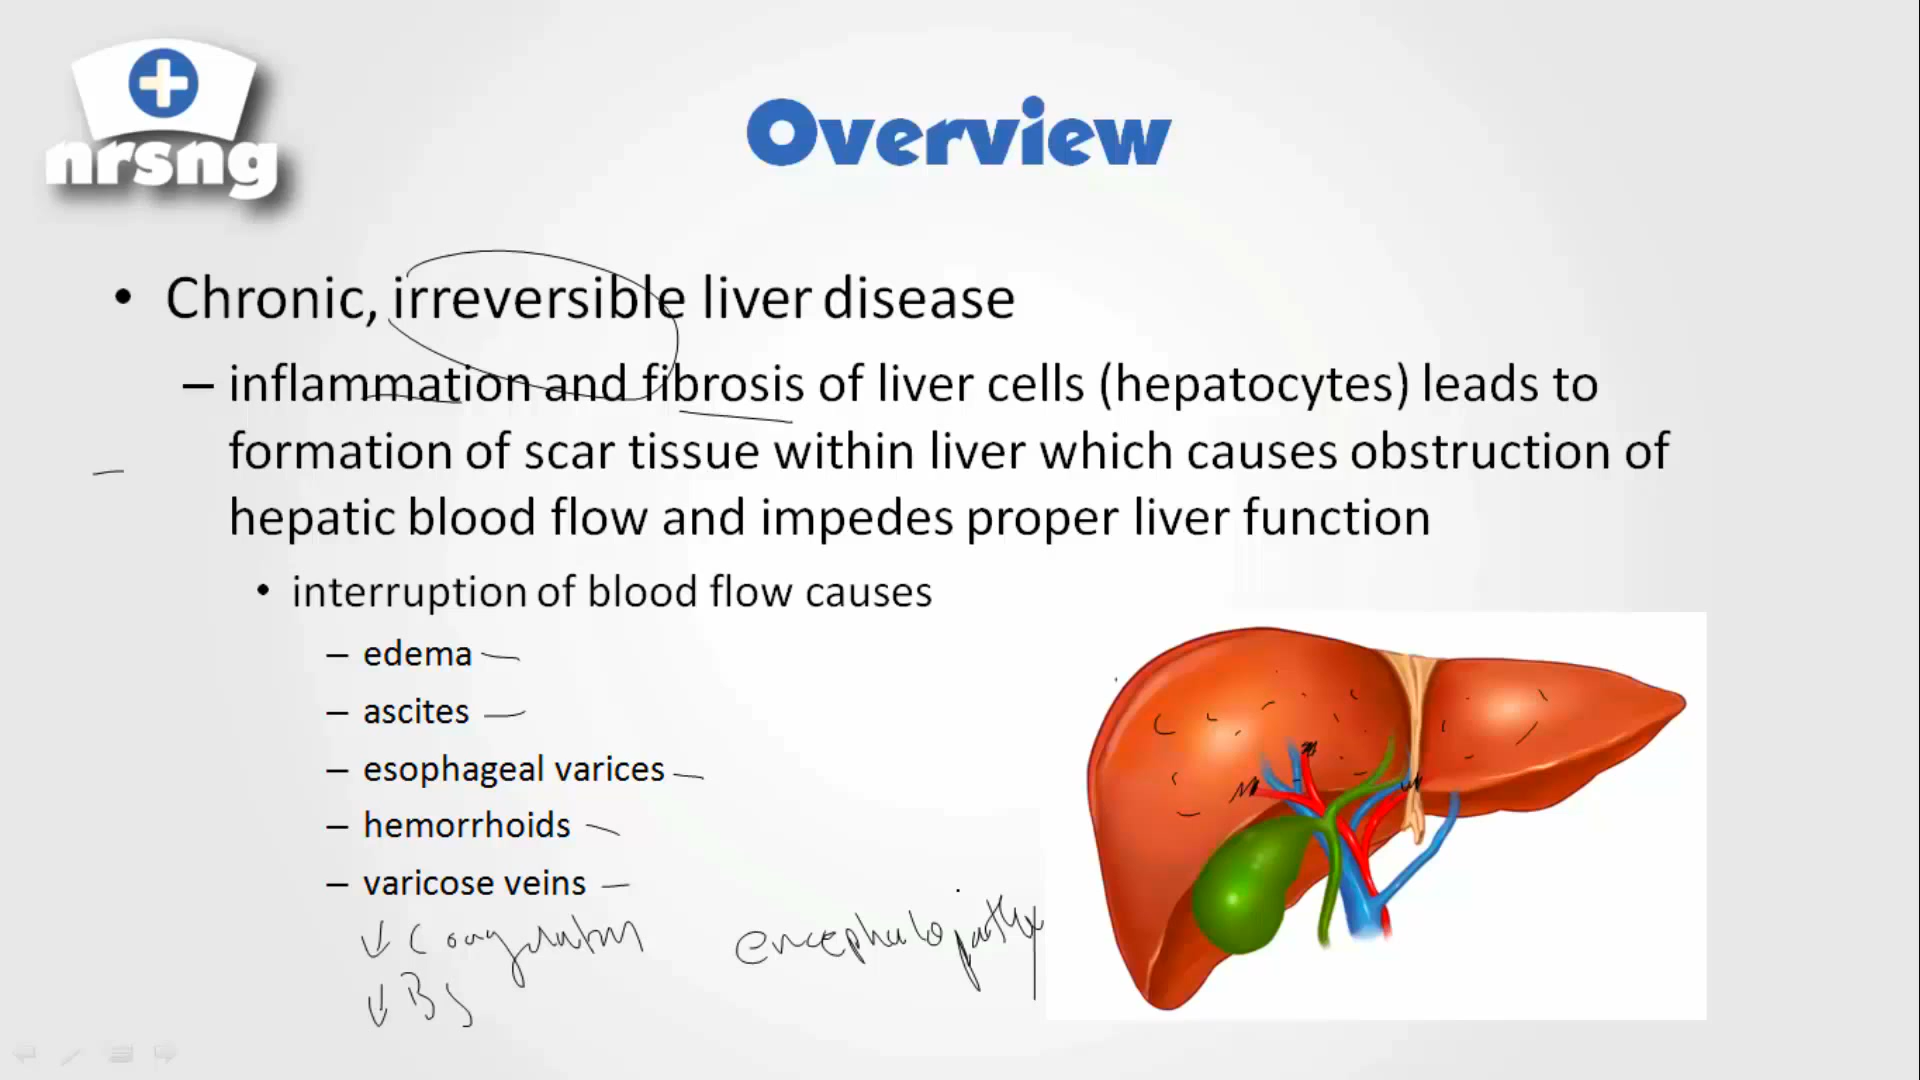 nrsng
Overview
• Chronic, irreversible liver disease
– inflammation and fibrosis of liver cells (hepatocytes) leads to
formation of scar tissue within liver which causes obstruction of
hepatic blood flow and impedes proper liver function
• interruption of blood flow causes
– edema
– ascites
– esophageal varices
– hemorrhoids
– varicose veins
↓ Coagulation encephalopathy
↓ BS